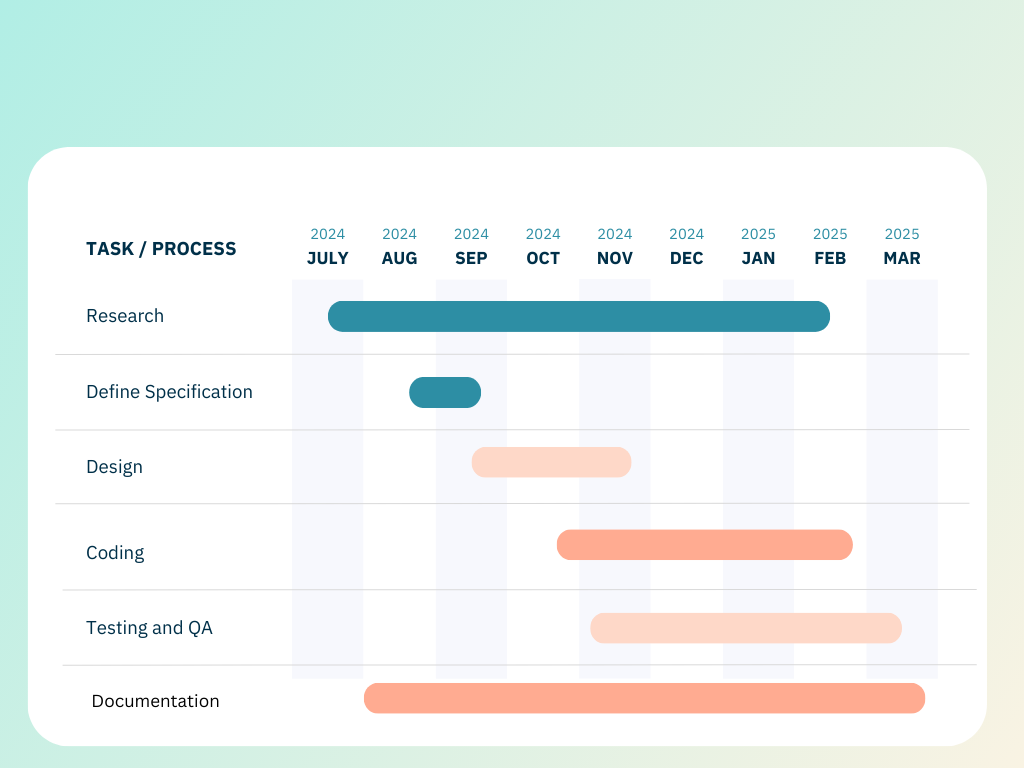 2024 2024 2024 2024 2024 2024 2025 2025 2025
TASK / PROCESS JULY AUG SEP OCT NOV DEC JAN FEB MAR
Research
Define Specification
Design
Coding
Testing and QA
Documentation